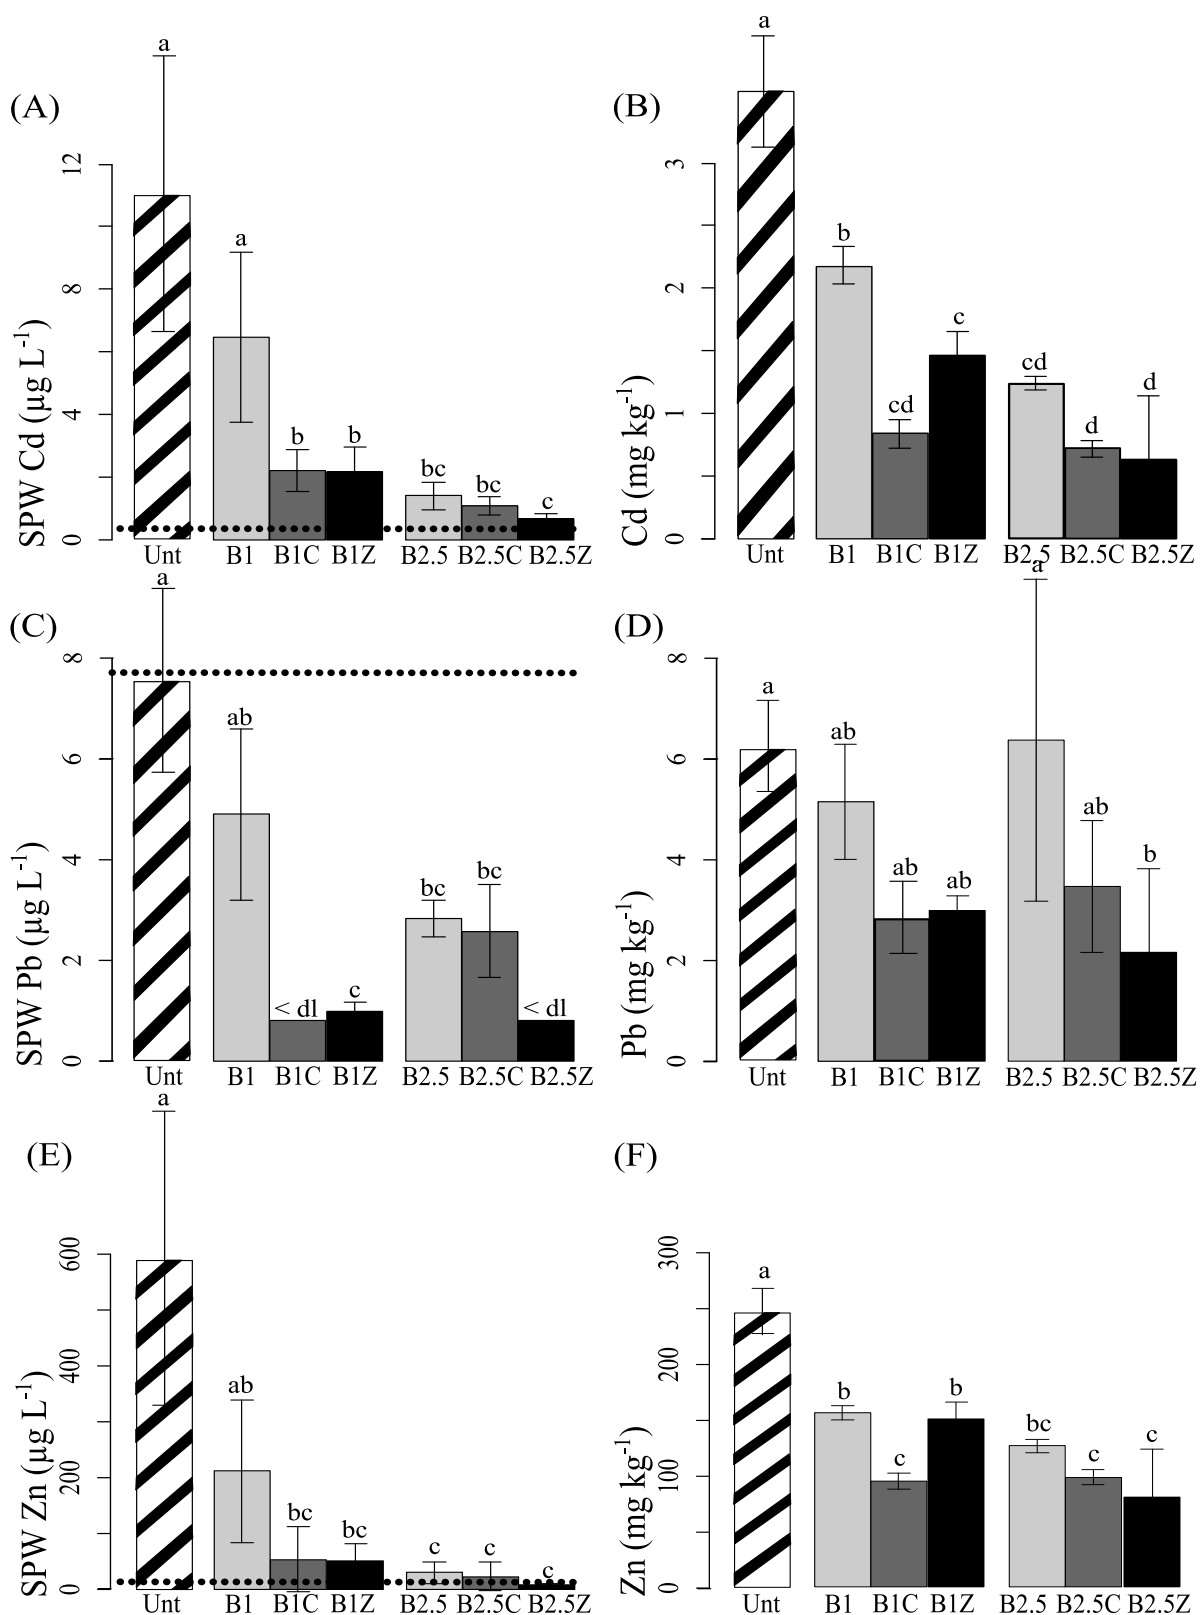 (A)
SPW Cd (µg L-1)
0
4
8
12
a
a
b
b
bc
bc
c
Unt
B1
B1C
B1Z
B2.5
B2.5C
B2.5Z
(B)
Cd (mg kg-1)
0
1
2
3
a
b
cd
c
cd
d
d
Unt
B1
B1C
B1Z
B2.5
B2.5C
B2.5Z
(C)
SPW Pb (µg L-1)
0
2
4
6
8
a
ab
< dl
c
bc
bc
< dl
Unt
B1
B1C
B1Z
B2.5
B2.5C
B2.5Z
(D)
Pb (mg kg-1)
0
2
4
6
8
a
ab
ab
ab
a
ab
b
Unt
B1
B1C
B1Z
B2.5
B2.5C
B2.5Z
(E)
SPW Zn (µg L-1)
0
200
400
600
a
ab
bc
bc
c
c
c
Unt
B1
B1C
B1Z
B2.5
B2.5C
B2.5Z
(F)
Zn (mg kg-1)
0
100
200
300
a
b
c
b
bc
c
c
Unt
B1
B1C
B1Z
B2.5
B2.5C
B2.5Z